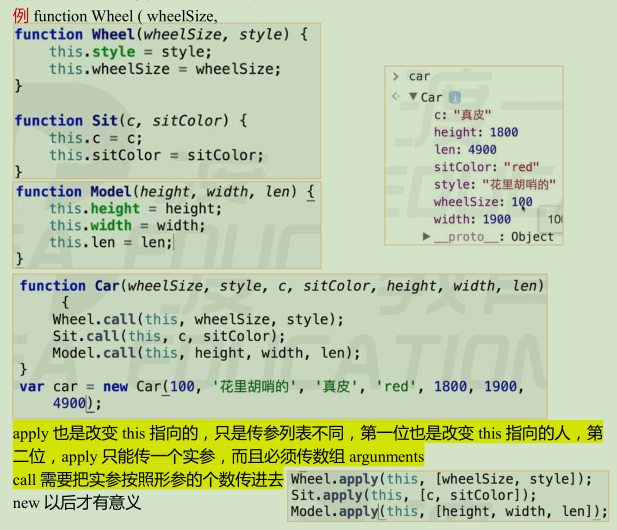 例 function Wheel ( wheelSize,
function Wheel(wheelSize, style) {
this.style = style;
this.wheelSize = wheelSize;
}
function Sit(c, sitColor) {
this.c = c;
this.sitColor = sitColor;
}
function Model(height, width, len) {
this.height = height;
this.width = width;
this.len = len;
}
> car
< ▼Car i
c: "真皮"
height: 1800
len: 4900
sitColor: "red"
style: "花里胡哨的"
wheelSize: 100
width: 1900
▶__proto__: Object
function Car(wheelSize, style, c, sitColor, height, width, len)
{
Wheel.call(this, wheelSize, style);
Sit.call(this, c, sitColor);
Model.call(this, height, width, len);
}
var car = new Car(100, '花里胡哨的', '真皮', 'red', 1800, 1900,
4900);
apply 也是改变 this 指向的，只是传参列表不同，第一位也是改变 this 指向的人，第
二位，apply 只能传一个实参，而且必须传数组 argunments
call 需要把实参按照形参的个数传进去
new 以后才有意义
Wheel.apply(this, [wheelSize, style]);
Sit.apply(this, [c, sitColor]);
Model.apply(this, [height, width, len]);